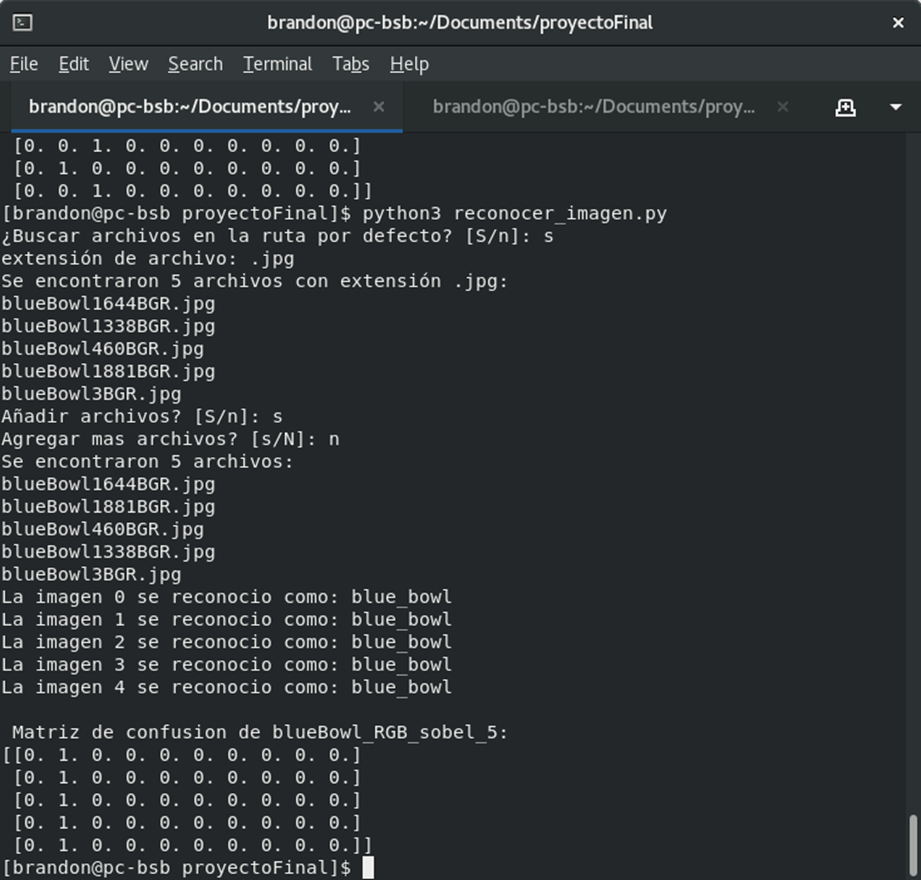 brandon@pc-bsb:~/Documents/proyectoFinal
File Edit View Search Terminal Tabs Help
brandon@pc-bsb:~/Documents/proy... brandon@pc-bsb:~/Documents/proy...
[0. 0. 1. 0. 0. 0. 0. 0. 0. 0.]
[0. 1. 0. 0. 0. 0. 0. 0. 0. 0.]
[0. 0. 1. 0. 0. 0. 0. 0. 0. 0.]]
[brandon@pc-bsb proyectoFinal]$ python3 reconocer_imagen.py
¿Buscar archivos en la ruta por defecto? [S/n]: s
extensión de archivo: .jpg
Se encontraron 5 archivos con extensión .jpg:
blueBowl1644BGR.jpg
blueBowl1338BGR.jpg
blueBowl460BGR.jpg
blueBowl1881BGR.jpg
blueBowl3BGR.jpg
Añadir archivos? [S/n]: s
Agregar mas archivos? [s/N]: n
Se encontraron 5 archivos:
blueBowl1644BGR.jpg
blueBowl1881BGR.jpg
blueBowl460BGR.jpg
blueBowl1338BGR.jpg
blueBowl3BGR.jpg
La imagen 0 se reconocio como: blue_bowl
La imagen 1 se reconocio como: blue_bowl
La imagen 2 se reconocio como: blue_bowl
La imagen 3 se reconocio como: blue_bowl
La imagen 4 se reconocio como: blue_bowl
Matriz de confusion de blueBowl_RGB_sobel_5:
[[0. 1. 0. 0. 0. 0. 0. 0. 0. 0.]
[0. 1. 0. 0. 0. 0. 0. 0. 0. 0.]
[0. 1. 0. 0. 0. 0. 0. 0. 0. 0.]
[0. 1. 0. 0. 0. 0. 0. 0. 0. 0.]
[0. 1. 0. 0. 0. 0. 0. 0. 0. 0.]]
[brandon@pc-bsb proyectoFinal]$